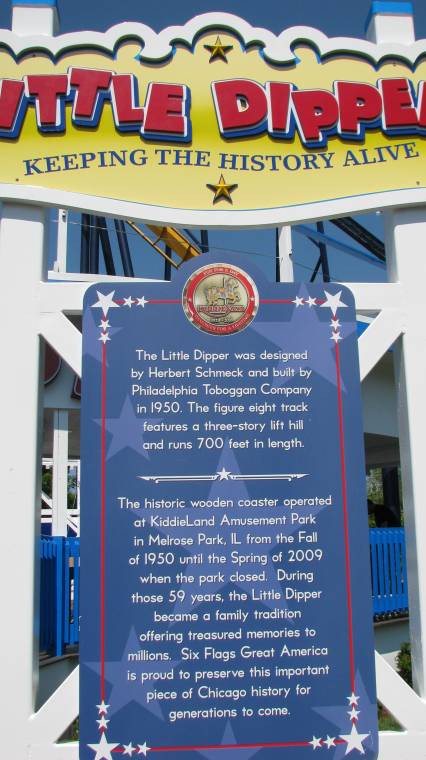 LITTLE DIPPER
KEEPING THE HISTORY ALIVE
The Little Dipper was designed
by Herbert Schmeck and built by
Philadelphia Toboggan Company
in 1950. The figure eight track
features a three-story lift hill
and runs 700 feet in length.
The historic wooden coaster operated
at KiddieLand Amusement Park
in Melrose Park, IL from the Fall
of 1950 until the Spring of 2009
when the park closed. During
those 59 years, the Little Dipper
became a family tradition
offering treasured memories to
millions. Six Flags Great America
is proud to preserve this important
piece of Chicago history for
generations to come.